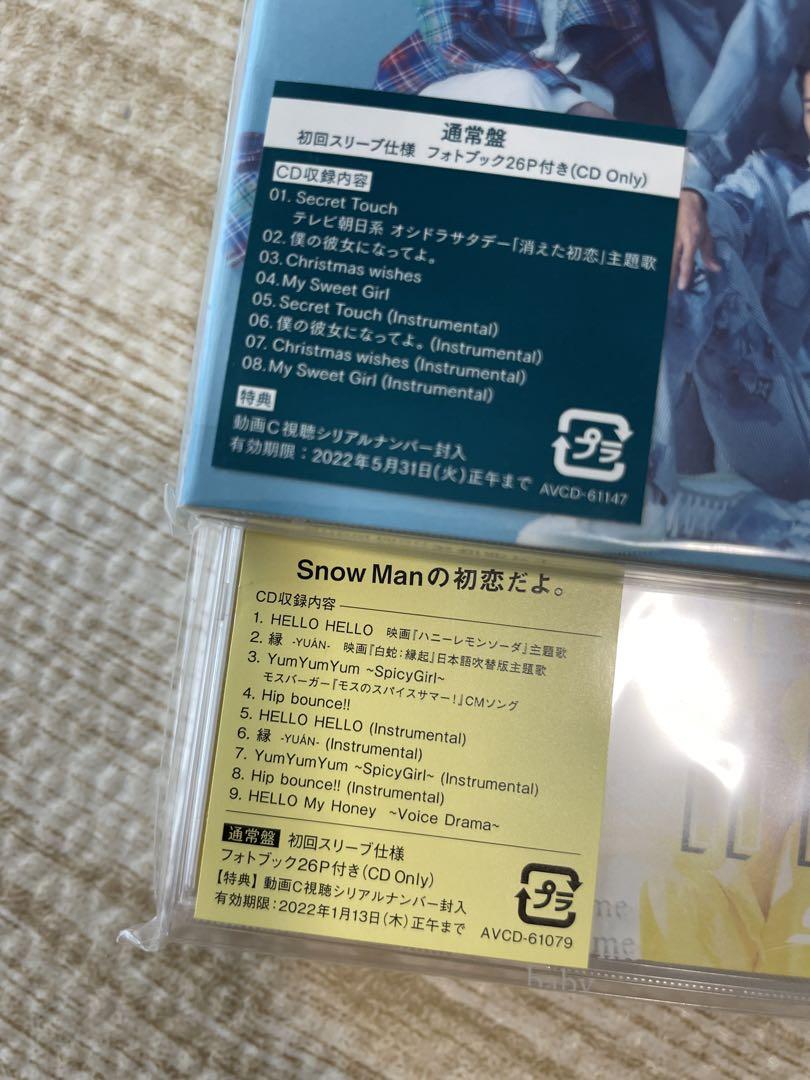 通常盤
初回スリーブ仕様 フォトブック26P付き(CD Only)
CD収録内容
01. Secret Touch
テレビ朝日系 オシドラサタデー「消えた初恋」主題歌
02. 僕の彼女になってよ。
03. Christmas wishes
04. My Sweet Girl
05. Secret Touch (Instrumental)
06. 僕の彼女になってよ。(Instrumental)
07. Christmas wishes (Instrumental)
08. My Sweet Girl (Instrumental)
特典
動画C視聴シリアルナンバー封入
有効期限：2022年5月31日(火)正午まで
プラ
AVCD-61147
Snow Manの初恋だよ。
CD収録内容
1. HELLO HELLO 映画『ハニーレモンソーダ』主題歌
2. 縁 -YUÁN- 映画『白蛇：縁起』日本語吹替版主題歌
3. YumYumYum ~SpicyGirl~
モスバーガー『モスのスパイスサマー！』CMソング
4. Hip bounce!!
5. HELLO HELLO (Instrumental)
6. 縁 -YUÁN- (Instrumental)
7. YumYumYum ~SpicyGirl~ (Instrumental)
8. Hip bounce!! (Instrumental)
9. HELLO My Honey ~Voice Drama~
通常盤 初回スリーブ仕様
フォトブック26P付き(CD Only)
【特典】動画C視聴シリアルナンバー封入
有効期限：2022年1月13日(木)正午まで
プラ
AVCD-61079
me
me
baby